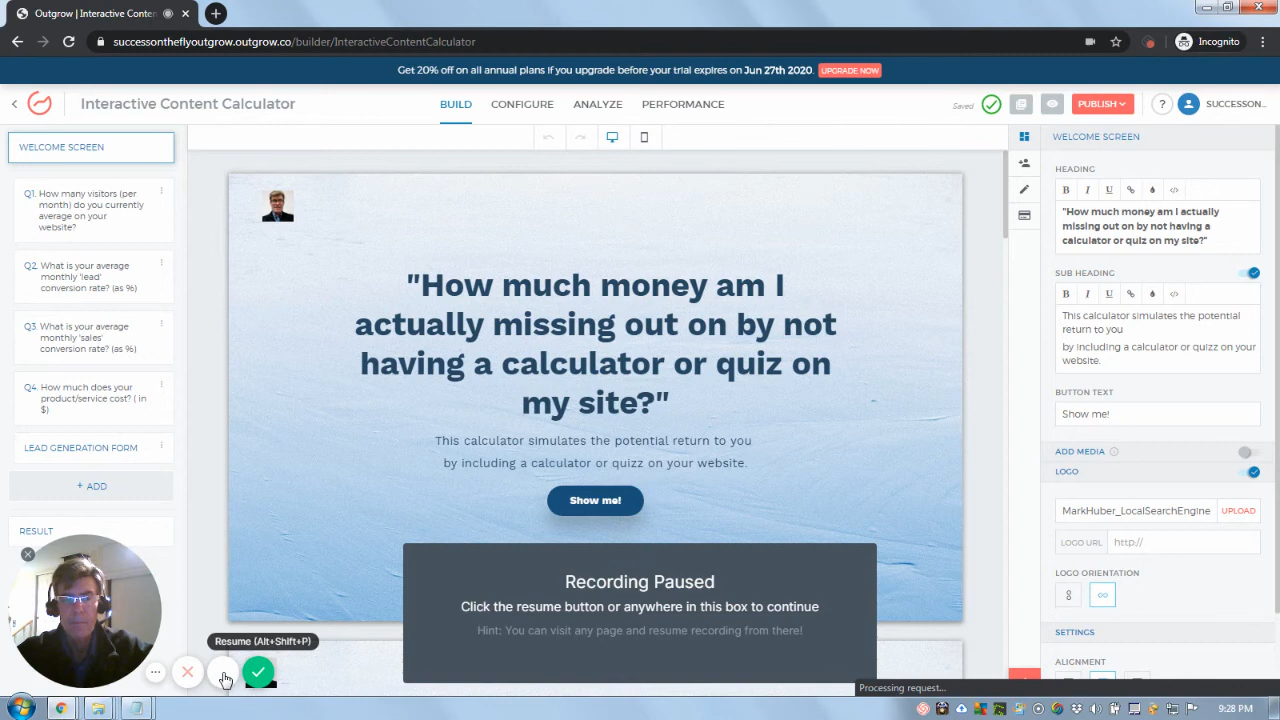 Outgrow | Interactive Conten
successontheflyoutgrow.outgrow.co/builder/InteractiveContentCalculator
Incognito
Get 20% off on all annual plans if you upgrade before your trial expires on Jun 27th 2020. UPGRADE NOW
Interactive Content Calculator
BUILD
CONFIGURE
ANALYZE
PERFORMANCE
Saved
PUBLISH
?
SUCCESSON...
WELCOME SCREEN
Q1. How many visitors (per
month) do you currently
average on your
website?
Q2. What is your average
monthly 'lead'
conversion rate? (as %)
Q3. What is your average
monthly 'sales'
conversion rate? (as %)
Q4. How much does your
product/service cost? ( in
$)
LEAD GENERATION FORM
+ ADD
RESULT
"How much money am I
actually missing out on by not
having a calculator or quiz on
my site?"
This calculator simulates the potential return to you
by including a calculator or quizz on your website.
Show me!
Recording Paused
Click the resume button or anywhere in this box to continue
Hint: You can visit any page and resume recording from there!
Resume (Alt+Shift+P)
WELCOME SCREEN
HEADING
B I U
"How much money am I actually
missing out on by not having a
calculator or quiz on my site?"
SUB HEADING
B I U
This calculator simulates the potential
return to you
by including a calculator or quizz on your
website.
BUTTON TEXT
Show me!
ADD MEDIA
LOGO
MarkHuber_LocalSearchEngine
UPLOAD
LOGO URL
http://
LOGO ORIENTATION
SETTINGS
ALIGNMENT
Processing request...
9:28 PM